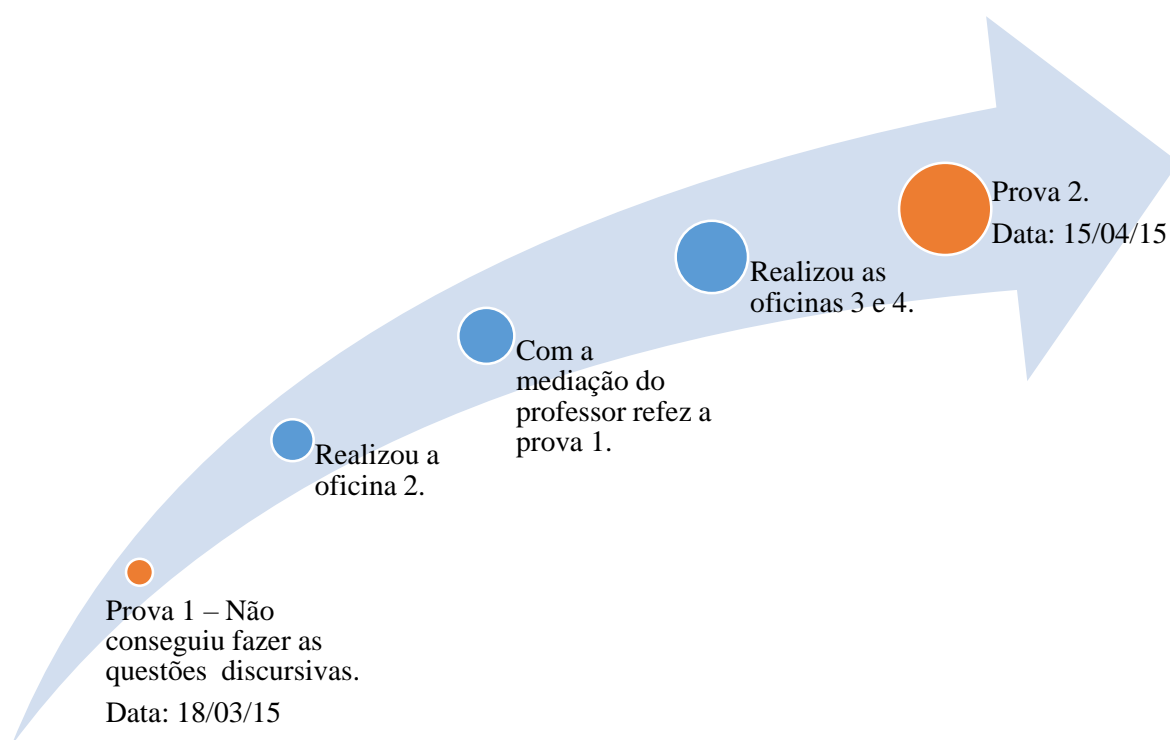 Prova 1 – Não
conseguiu fazer as
questões discursivas.
Data: 18/03/15
Realizou a
oficina 2.
Com a
mediação do
professor refez a
prova 1.
Realizou as
oficinas 3 e 4.
Prova 2.
Data: 15/04/15